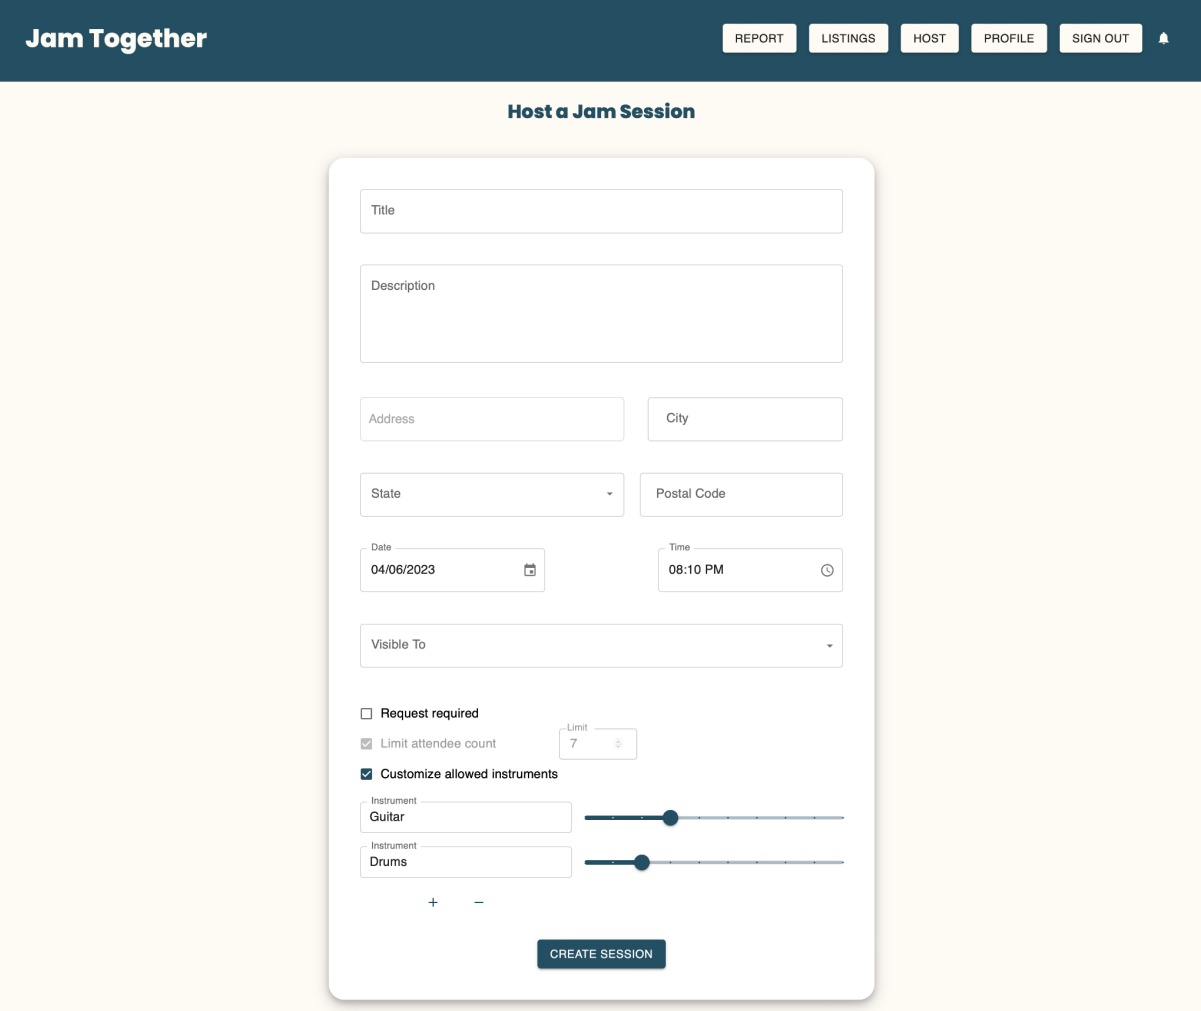 Jam Together
REPORT
LISTINGS
HOST
PROFILE
SIGN OUT
Host a Jam Session
Title
Description
Address
City
State
Postal Code
Date
04/06/2023
Time
08:10 PM
Visible To
Request required
Limit attendee count
Limit
7
Customize allowed instruments
Instrument
Guitar
Instrument
Drums
+
−
CREATE SESSION